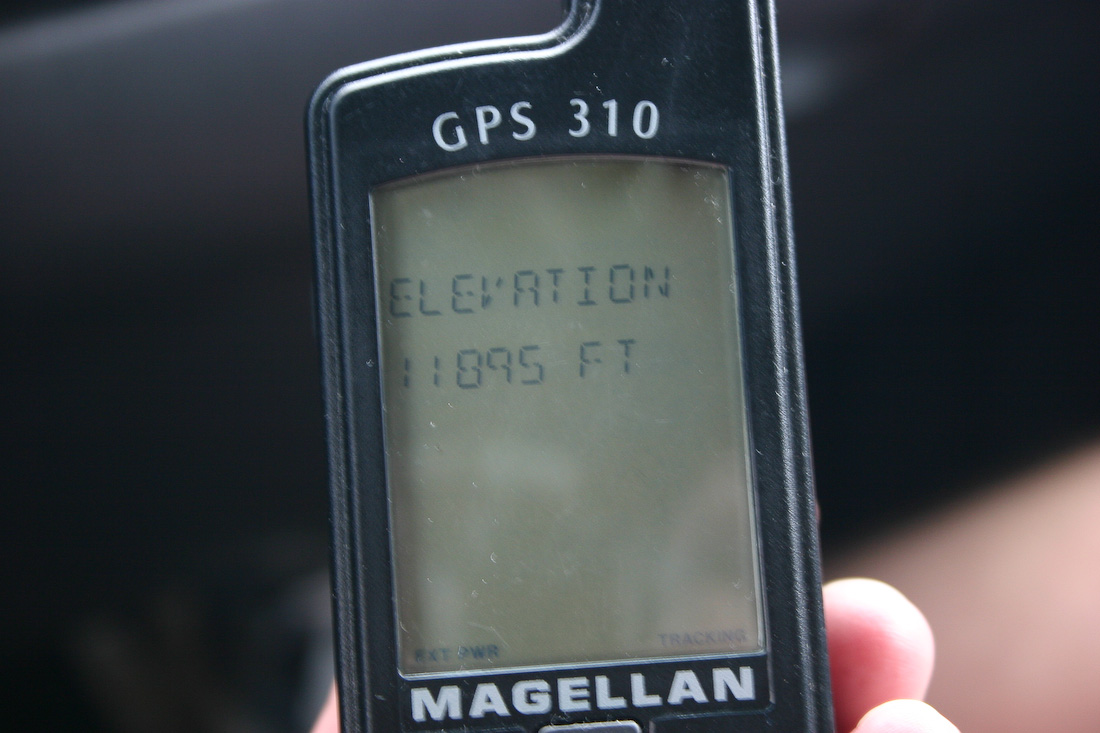 GPS 310
ELEVATION
11895 FT
EXT PWR
TRACKING
MAGELLAN